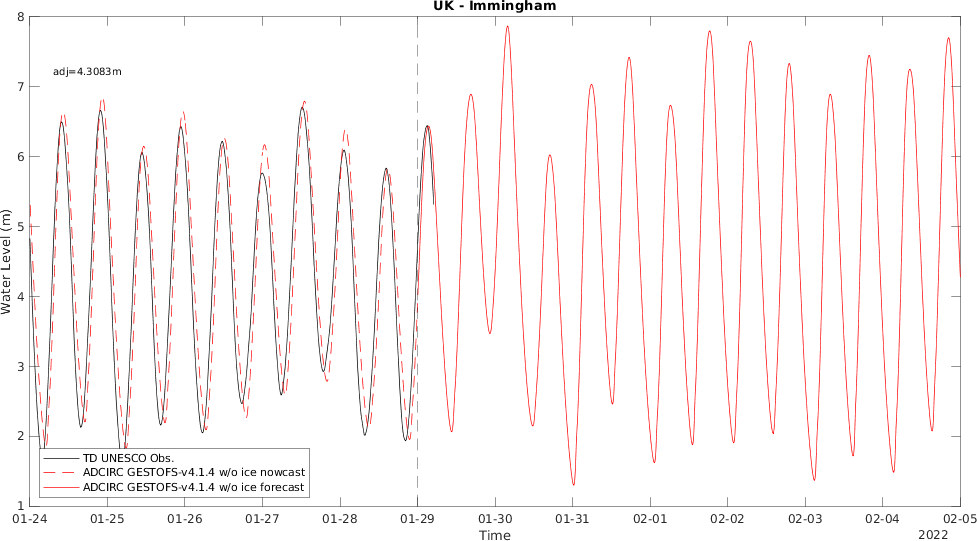 UK - Immingham
adj=4.3083m
Water Level (m)
8
7
6
5
4
3
2
1
TD UNESCO Obs.
ADCIRC GESTOFS-v4.1.4 w/o ice nowcast
ADCIRC GESTOFS-v4.1.4 w/o ice forecast
01-24 01-25 01-26 01-27 01-28 01-29 01-30 01-31 02-01 02-02 02-03 02-04 02-05
Time
2022